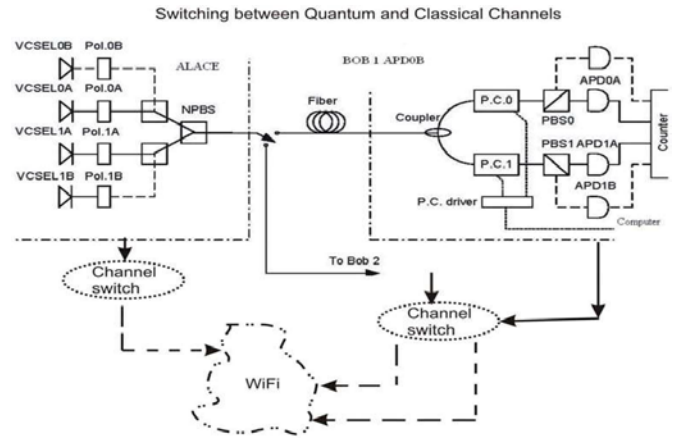 Switching between Quantum and Classical Channels
VCSEL0B Pol.0B
ALACE
BOB 1 APD0B
VCSEL0A Pol.0A
NPBS
Fiber
Coupler
P.C.0
APD0A
PBS0
VCSEL1A Pol.1A
PBS1 APD1A
Counter
VCSEL1B Pol.1B
P.C.1
APD1B
P.C. driver
Computer
To Bob 2
Channel
switch
Channel
switch
WiFi